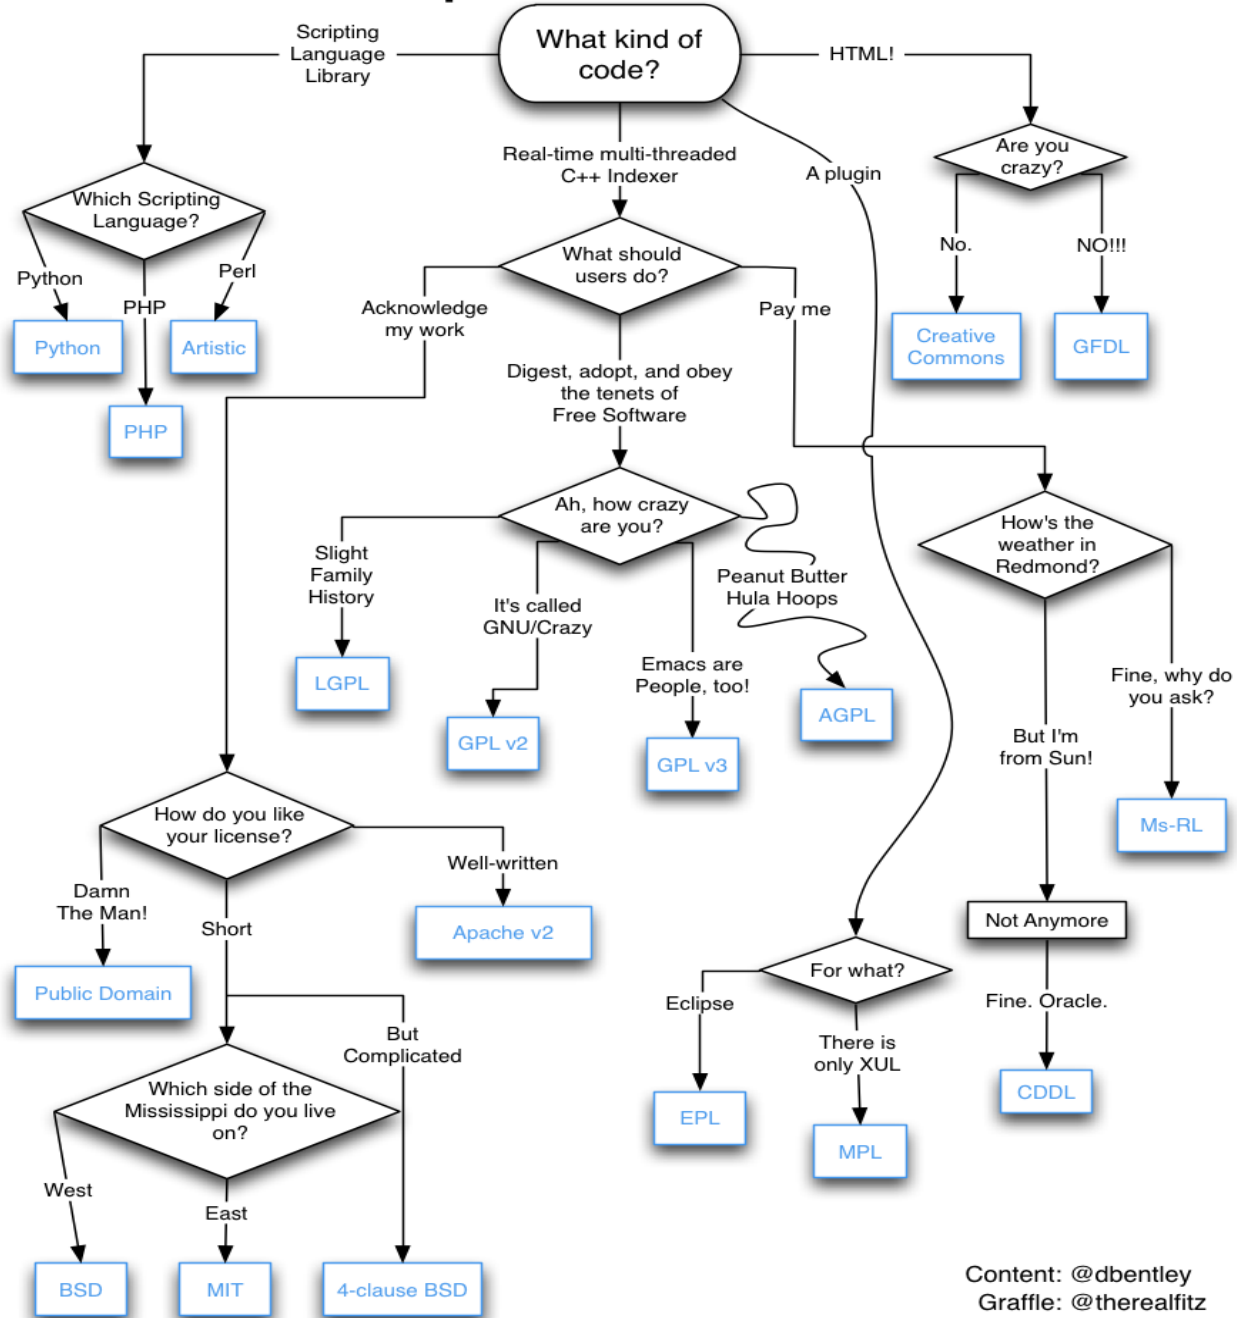 What kind of
code?
Scripting
Language
Library
HTML!
Real-time multi-threaded
C++ Indexer
A plugin
Are you
crazy?
Which Scripting
Language?
No.
NO!!!
Python
PHP
Perl
What should
users do?
Acknowledge
my work
Pay me
Creative
Commons
GFDL
Python
Artistic
PHP
Digest, adopt, and obey
the tenets of
Free Software
Ah, how crazy
are you?
How's the
weather in
Redmond?
Slight
Family
History
It's called
GNU/Crazy
Peanut Butter
Hula Hoops
Emacs are
People, too!
LGPL
GPL v2
GPL v3
AGPL
Fine, why do
you ask?
But I'm
from Sun!
Ms-RL
How do you like
your license?
Damn
The Man!
Short
Well-written
Apache v2
Public Domain
Not Anymore
For what?
Eclipse
There is
only XUL
Fine. Oracle.
But
Complicated
Which side of the
Mississippi do you live
on?
EPL
MPL
CDDL
West
East
BSD
MIT
4-clause BSD
Content: @dbentley
Graffle: @therealfitz